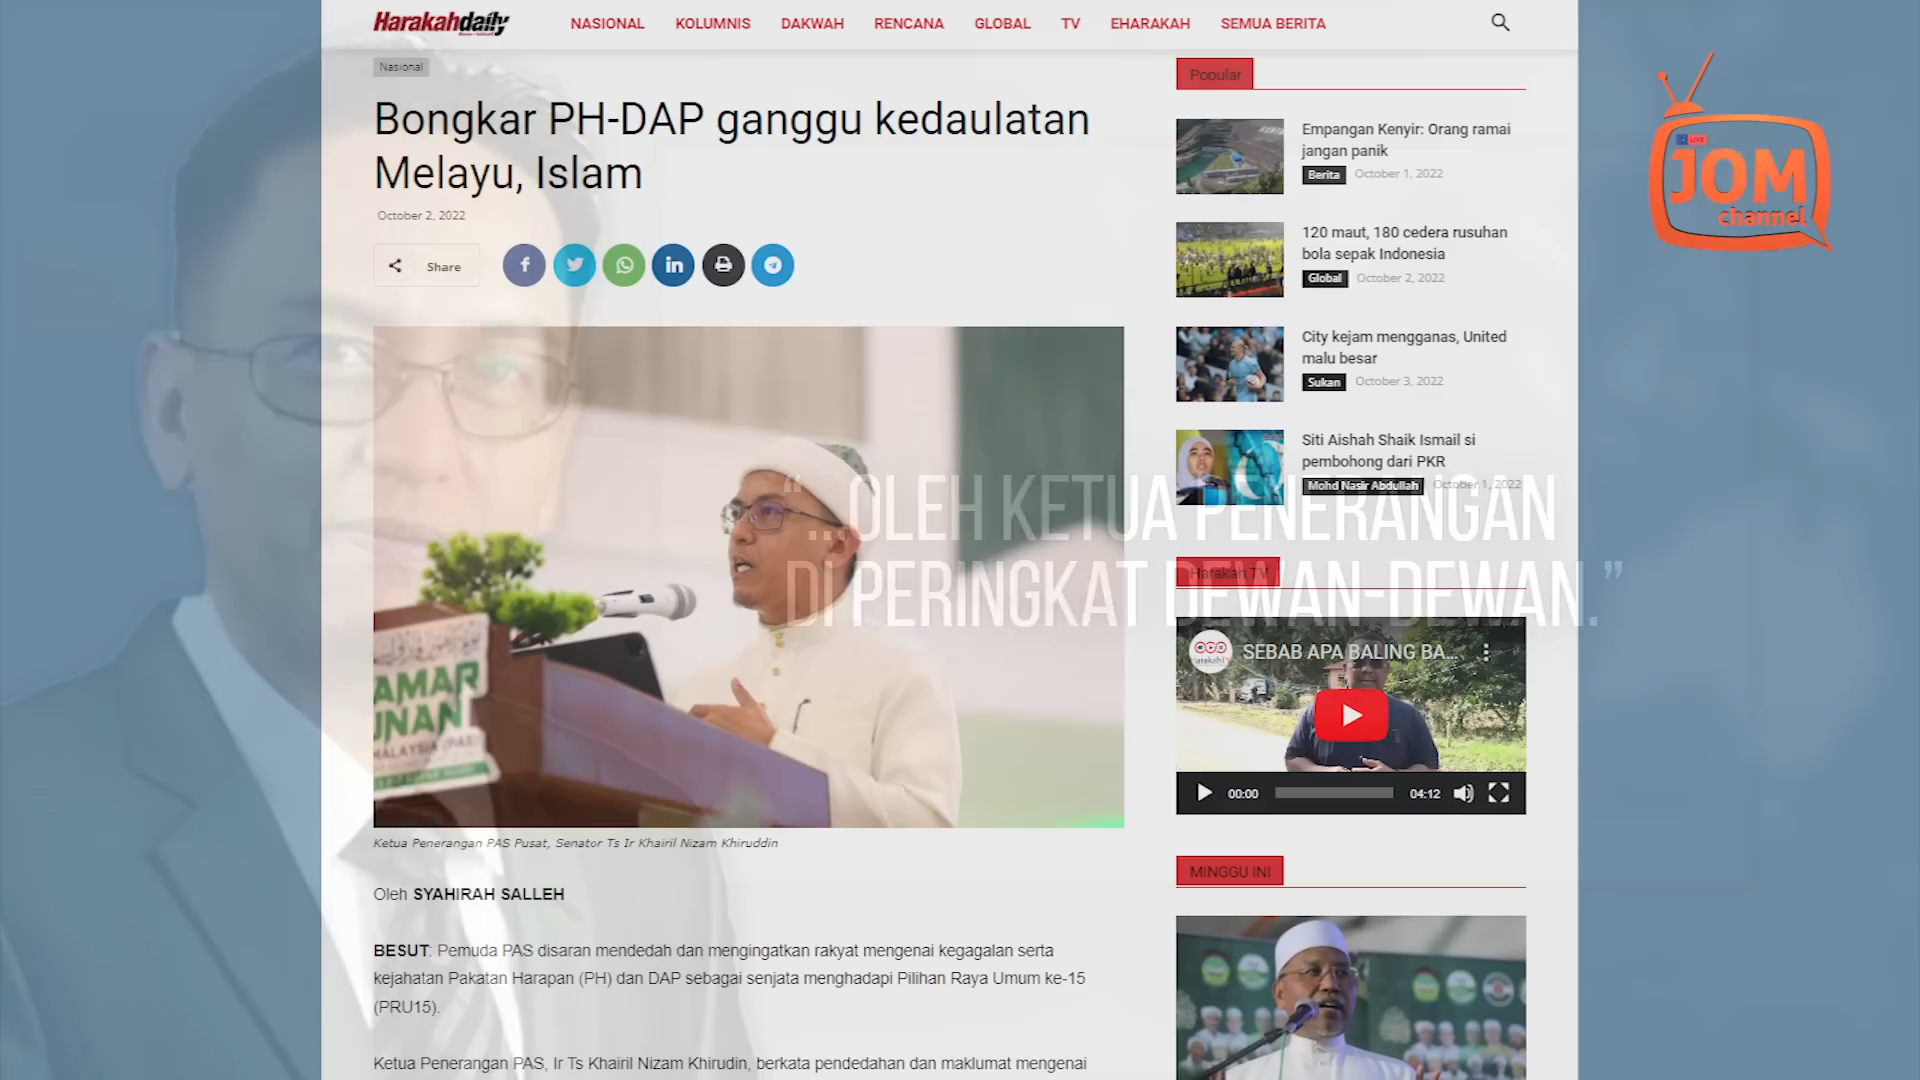 Harakahdaily
NASIONAL KOLUMNIS DAKWAH RENCANA GLOBAL TV EHARAKAH SEMUA BERITA
Nasional
Bongkar PH-DAP ganggu kedaulatan
Melayu, Islam
October 2, 2022
Share
Ketua Penerangan PAS Pusat, Senator Ts Ir Khairil Nizam Khiruddin
Oleh SYAHIRAH SALLEH
BESUT: Pemuda PAS disaran mendedah dan mengingatkan rakyat mengenai kegagalan serta
kejahatan Pakatan Harapan (PH) dan DAP sebagai senjata menghadapi Pilihan Raya Umum ke-15
(PRU15).
Ketua Penerangan PAS, Ir Ts Khairil Nizam Khirudin, berkata pendedahan dan maklumat mengenai
AMAR
UNAN
MALAYSIA (PAS)
Popular
Empangan Kenyir: Orang ramai
jangan panik
Berita October 1, 2022
120 maut, 180 cedera rusuhan
bola sepak Indonesia
Global October 2, 2022
City kejam mengganas, United
malu besar
Sukan October 3, 2022
Siti Aishah Shaik Ismail si
pembohong dari PKR
Mohd Nasir Abdullah October 1, 2022
Harakah TV
HarakahTV
SEBAB APA BALING BA...
00:00 04:12
MINGGU INI
“...OLEH KETUA PENERANGAN
DI PERINGKAT DEWAN-DEWAN.”
LIVE
JOM
channel